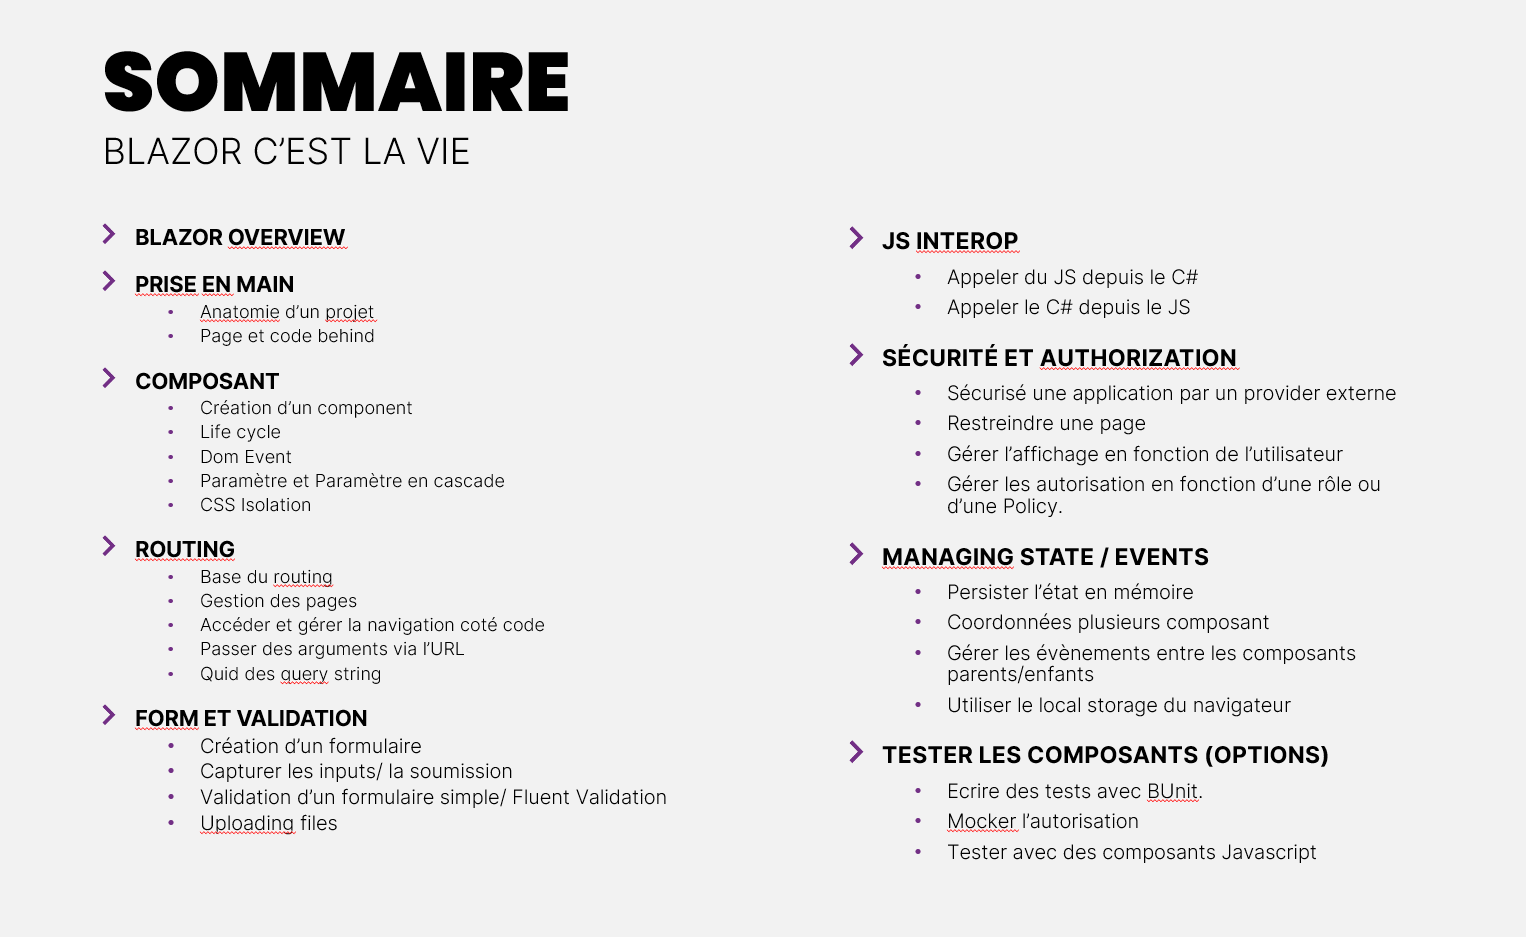 SOMMAIRE
BLAZOR C’EST LA VIE
BLAZOR OVERVIEW
PRISE EN MAIN
Anatomie d’un projet
Page et code behind
COMPOSANT
Création d’un component
Life cycle
Dom Event
Paramètre et Paramètre en cascade
CSS Isolation
ROUTING
Base du routing
Gestion des pages
Accéder et gérer la navigation coté code
Passer des arguments via l’URL
Quid des query string
FORM ET VALIDATION
Création d’un formulaire
Capturer les inputs/ la soumission
Validation d’un formulaire simple/ Fluent Validation
Uploading files
JS INTEROP
Appeler du JS depuis le C#
Appeler le C# depuis le JS
SÉCURITÉ ET AUTHORIZATION
Sécurisé une application par un provider externe
Restreindre une page
Gérer l’affichage en fonction de l’utilisateur
Gérer les autorisation en fonction d’une rôle ou
d’une Policy.
MANAGING STATE / EVENTS
Persister l’état en mémoire
Coordonnées plusieurs composant
Gérer les évènements entre les composants
parents/enfants
Utiliser le local storage du navigateur
TESTER LES COMPOSANTS (OPTIONS)
Ecrire des tests avec BUnit.
Mocker l’autorisation
Tester avec des composants Javascript